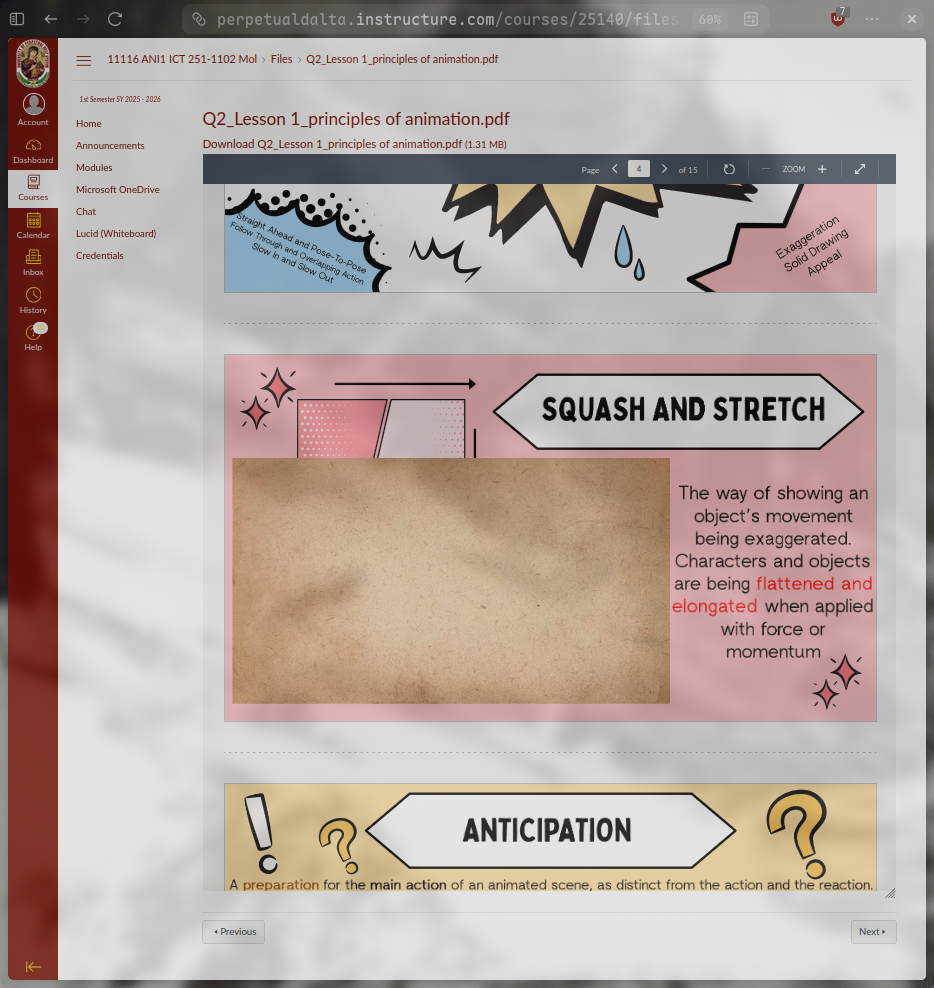 perpetualdalta.instructure.com/courses/25140/files
60%
7
11116 ANI1 ICT 251-1102 Mol › Files › Q2_Lesson 1_principles of animation.pdf
Account
Dashboard
Courses
Calendar
Inbox
History
Help
1st Semester SY 2025 - 2026
Home
Announcements
Modules
Microsoft OneDrive
Chat
Lucid (Whiteboard)
Credentials
Q2_Lesson 1_principles of animation.pdf
Download Q2_Lesson 1_principles of animation.pdf (1.31 MB)
Page 4 of 15 ZOOM
Straight Ahead and Pose-To-Pose
Follow Through and Overlapping Action
Slow In and Slow Out
Exaggeration
Solid Drawing
Appeal
SQUASH AND STRETCH
The way of showing an
object's movement
being exaggerated.
Characters and objects
are being flattened and
elongated when applied
with force or
momentum
ANTICIPATION
A preparation for the main action of an animated scene, as distinct from the action and the reaction.
Previous
Next